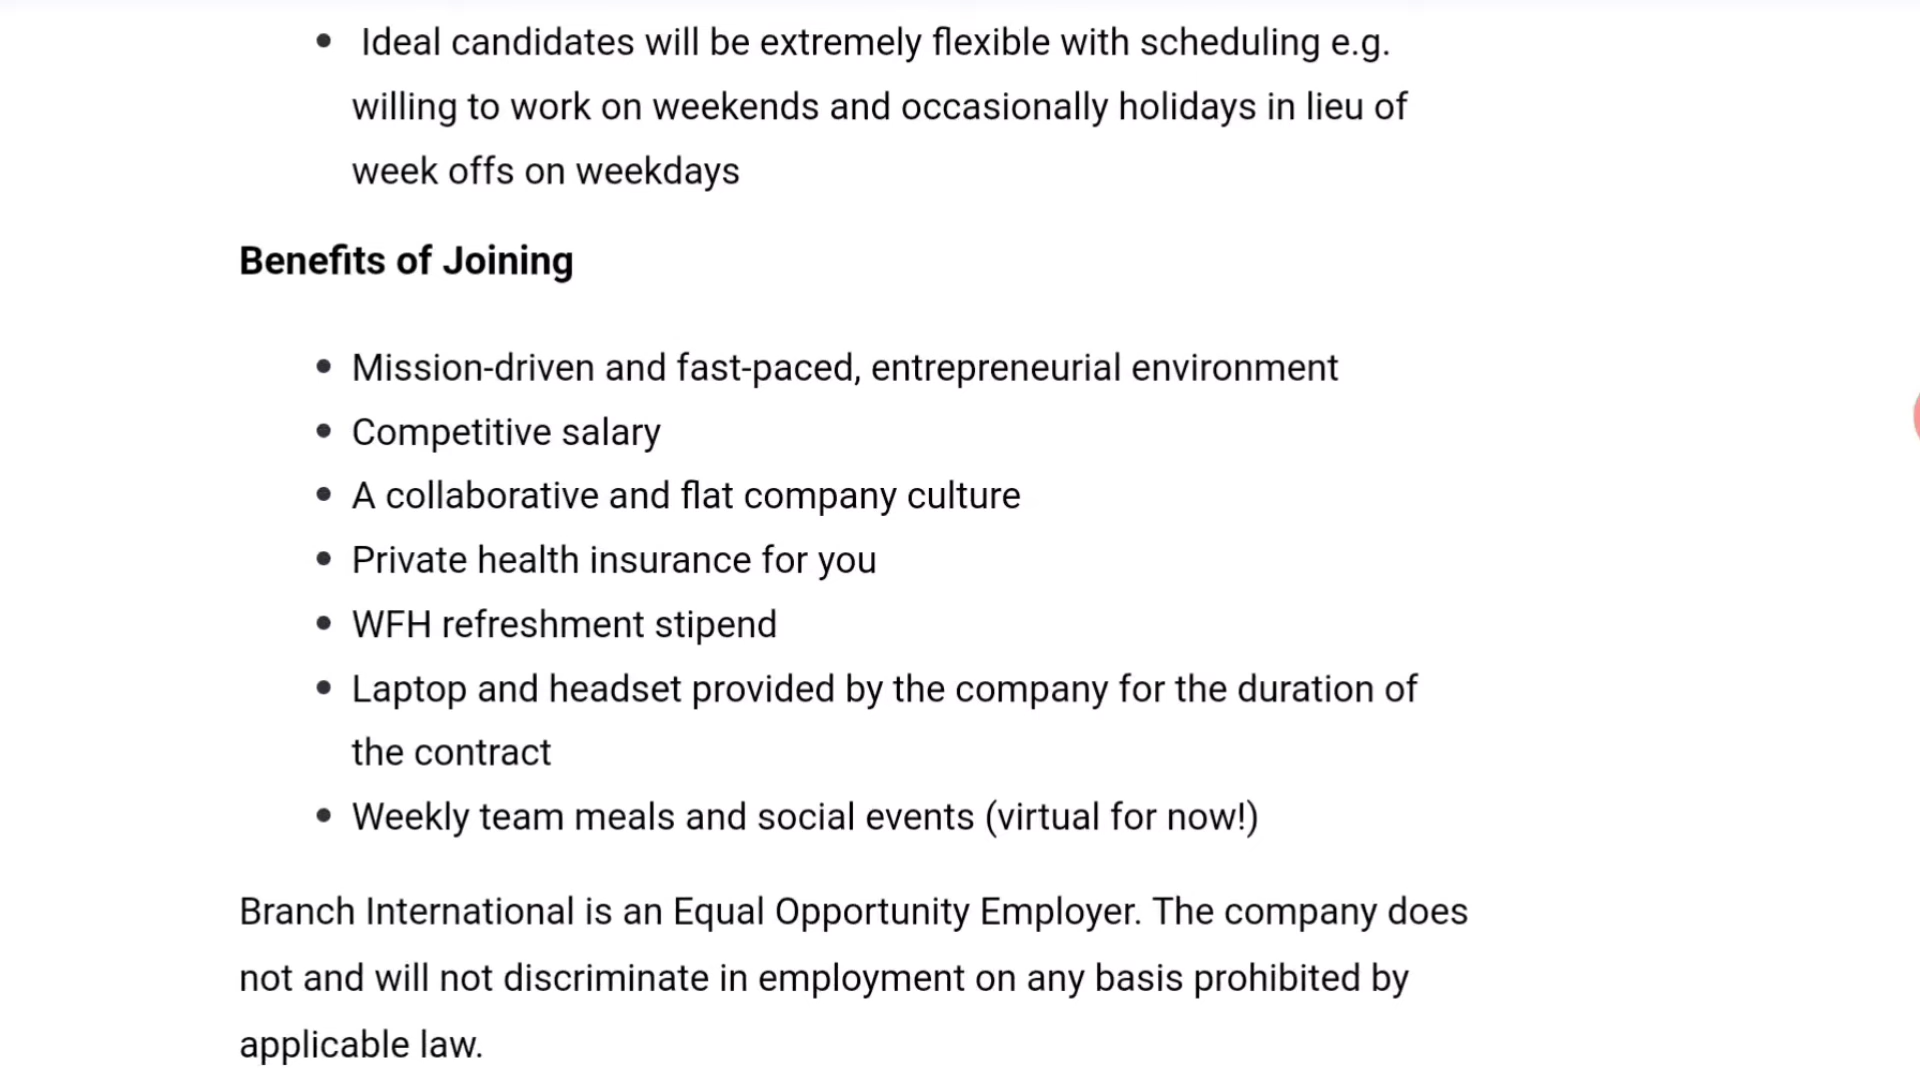 • Ideal candidates will be extremely flexible with scheduling e.g.
willing to work on weekends and occasionally holidays in lieu of
week offs on weekdays
Benefits of Joining
• Mission-driven and fast-paced, entrepreneurial environment
• Competitive salary
• A collaborative and flat company culture
• Private health insurance for you
• WFH refreshment stipend
• Laptop and headset provided by the company for the duration of
the contract
• Weekly team meals and social events (virtual for now!)
Branch International is an Equal Opportunity Employer. The company does
not and will not discriminate in employment on any basis prohibited by
applicable law.